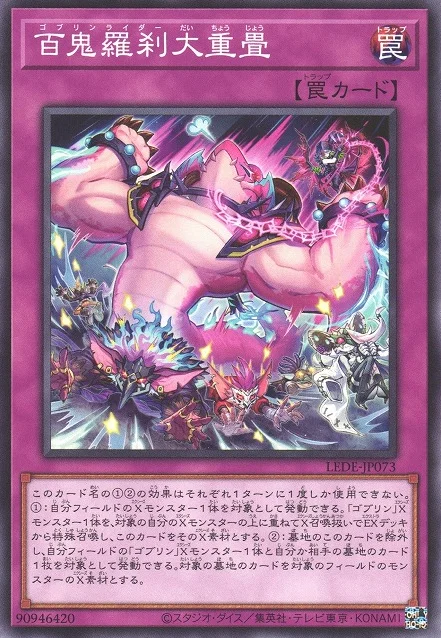 ゴブリンライダーだいちょうじょう
百鬼羅刹大重畳
トラップ
罠
【罠カード】
LEDE-JP073
このカード名の①②の効果はそれぞれ1ターンに1度しか使用できない。
①:自分フィールドのXモンスター1体を対象として発動できる。「ゴブリン」X
モンスター1体を、対象の自分のXモンスターの上に重ねてX召喚扱いでEXデッキ
から特殊召喚し、このカードをそのX素材とする。②:墓地のこのカードを除外
し、自分フィールドの「ゴブリン」Xモンスター1体と自分か相手の墓地のカード
1枚を対象として発動できる。対象の墓地のカードを対象のフィールドのモン
スターのX素材とする。
90946420
©スタジオ・ダイス/集英社・テレビ東京・KONAMI